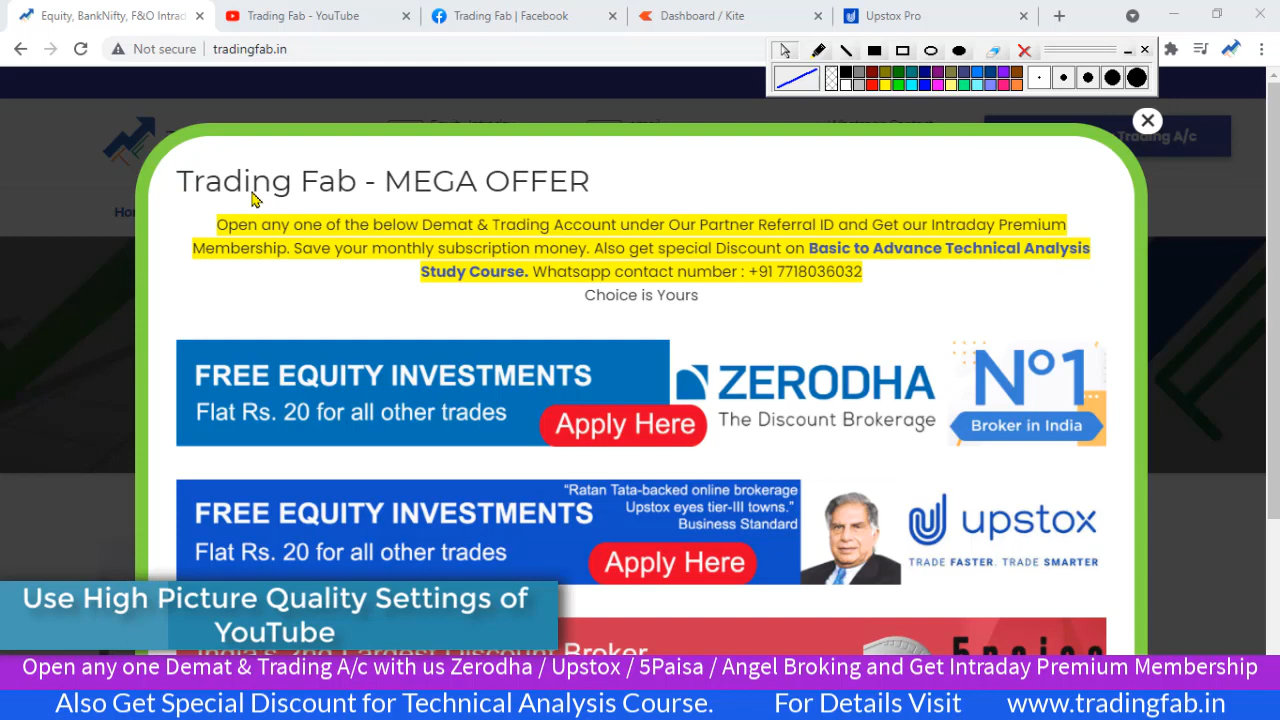 Equity, BankNifty, F&O Intrad
Trading Fab - YouTube
Trading Fab | Facebook
Dashboard / Kite
Upstox Pro
Not secure
tradingfab.in
Trading A/c
Trading Fab - MEGA OFFER
Open any one of the below Demat & Trading Account under Our Partner Referral ID and Get our Intraday Premium
Membership. Save your monthly subscription money. Also get special Discount on Basic to Advance Technical Analysis
Study Course. Whatsapp contact number : +91 7718036032
Choice is Yours
FREE EQUITY INVESTMENTS
Flat Rs. 20 for all other trades
Apply Here
ZERODHA
The Discount Brokerage
Nº1
Broker in India
"Ratan Tata-backed online brokerage
Upstox eyes tier-III towns."
Business Standard
FREE EQUITY INVESTMENTS
Flat Rs. 20 for all other trades
Apply Here
upstox
TRADE FASTER. TRADE SMARTER
Use High Picture Quality Settings of
YouTube
Open any one Demat & Trading A/c with us Zerodha / Upstox / 5Paisa / Angel Broking and Get Intraday Premium Membership
Also Get Special Discount for Technical Analysis Course. For Details Visit www.tradingfab.in